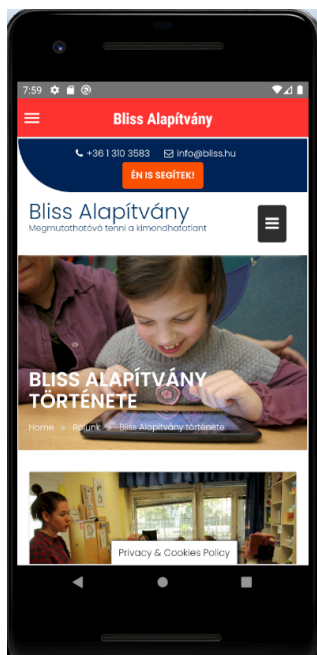 7:59
Bliss Alapítvány
+36 1 310 3583 info@bliss.hu
ÉN IS SEGÍTEK!
Bliss Alapítvány
Megmutathatóvá tenni a kimondhatatlant
BLISS ALAPÍTVÁNY
TÖRTÉNETE
Home » Rólunk » Bliss Alapítvány története
Privacy & Cookies Policy